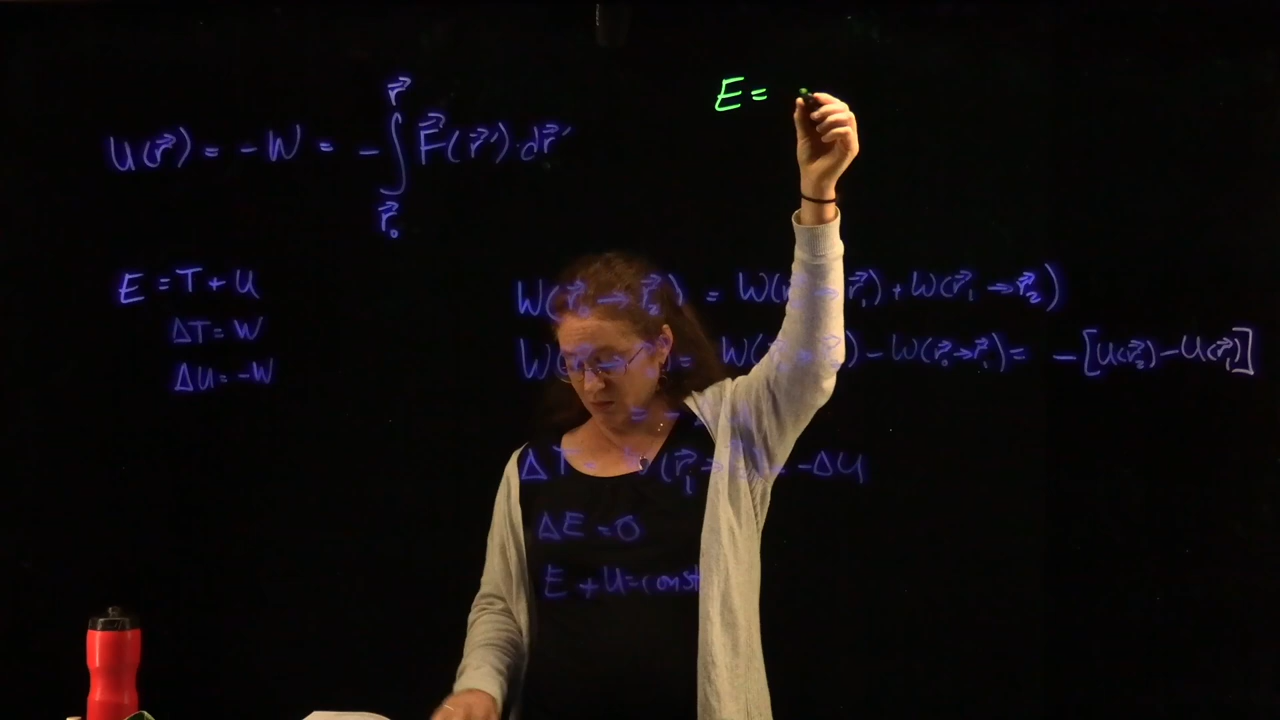 E =
U(r⃗) = -W = -∫_{r⃗₀}^{r⃗} F⃗(r⃗')·dr⃗'
E = T + U
ΔT = W
ΔU = -W
W(r⃗₀ → r⃗₂) = W(r⃗₀ → r⃗₁) + W(r⃗₁ → r⃗₂)
W( ) = W( ) - W(r⃗₀→r⃗₁) = -[U(r⃗₂) - U(r⃗₁)]
= -
ΔT = W(r⃗₁ → ) = -ΔU
ΔE = 0
E + U = const